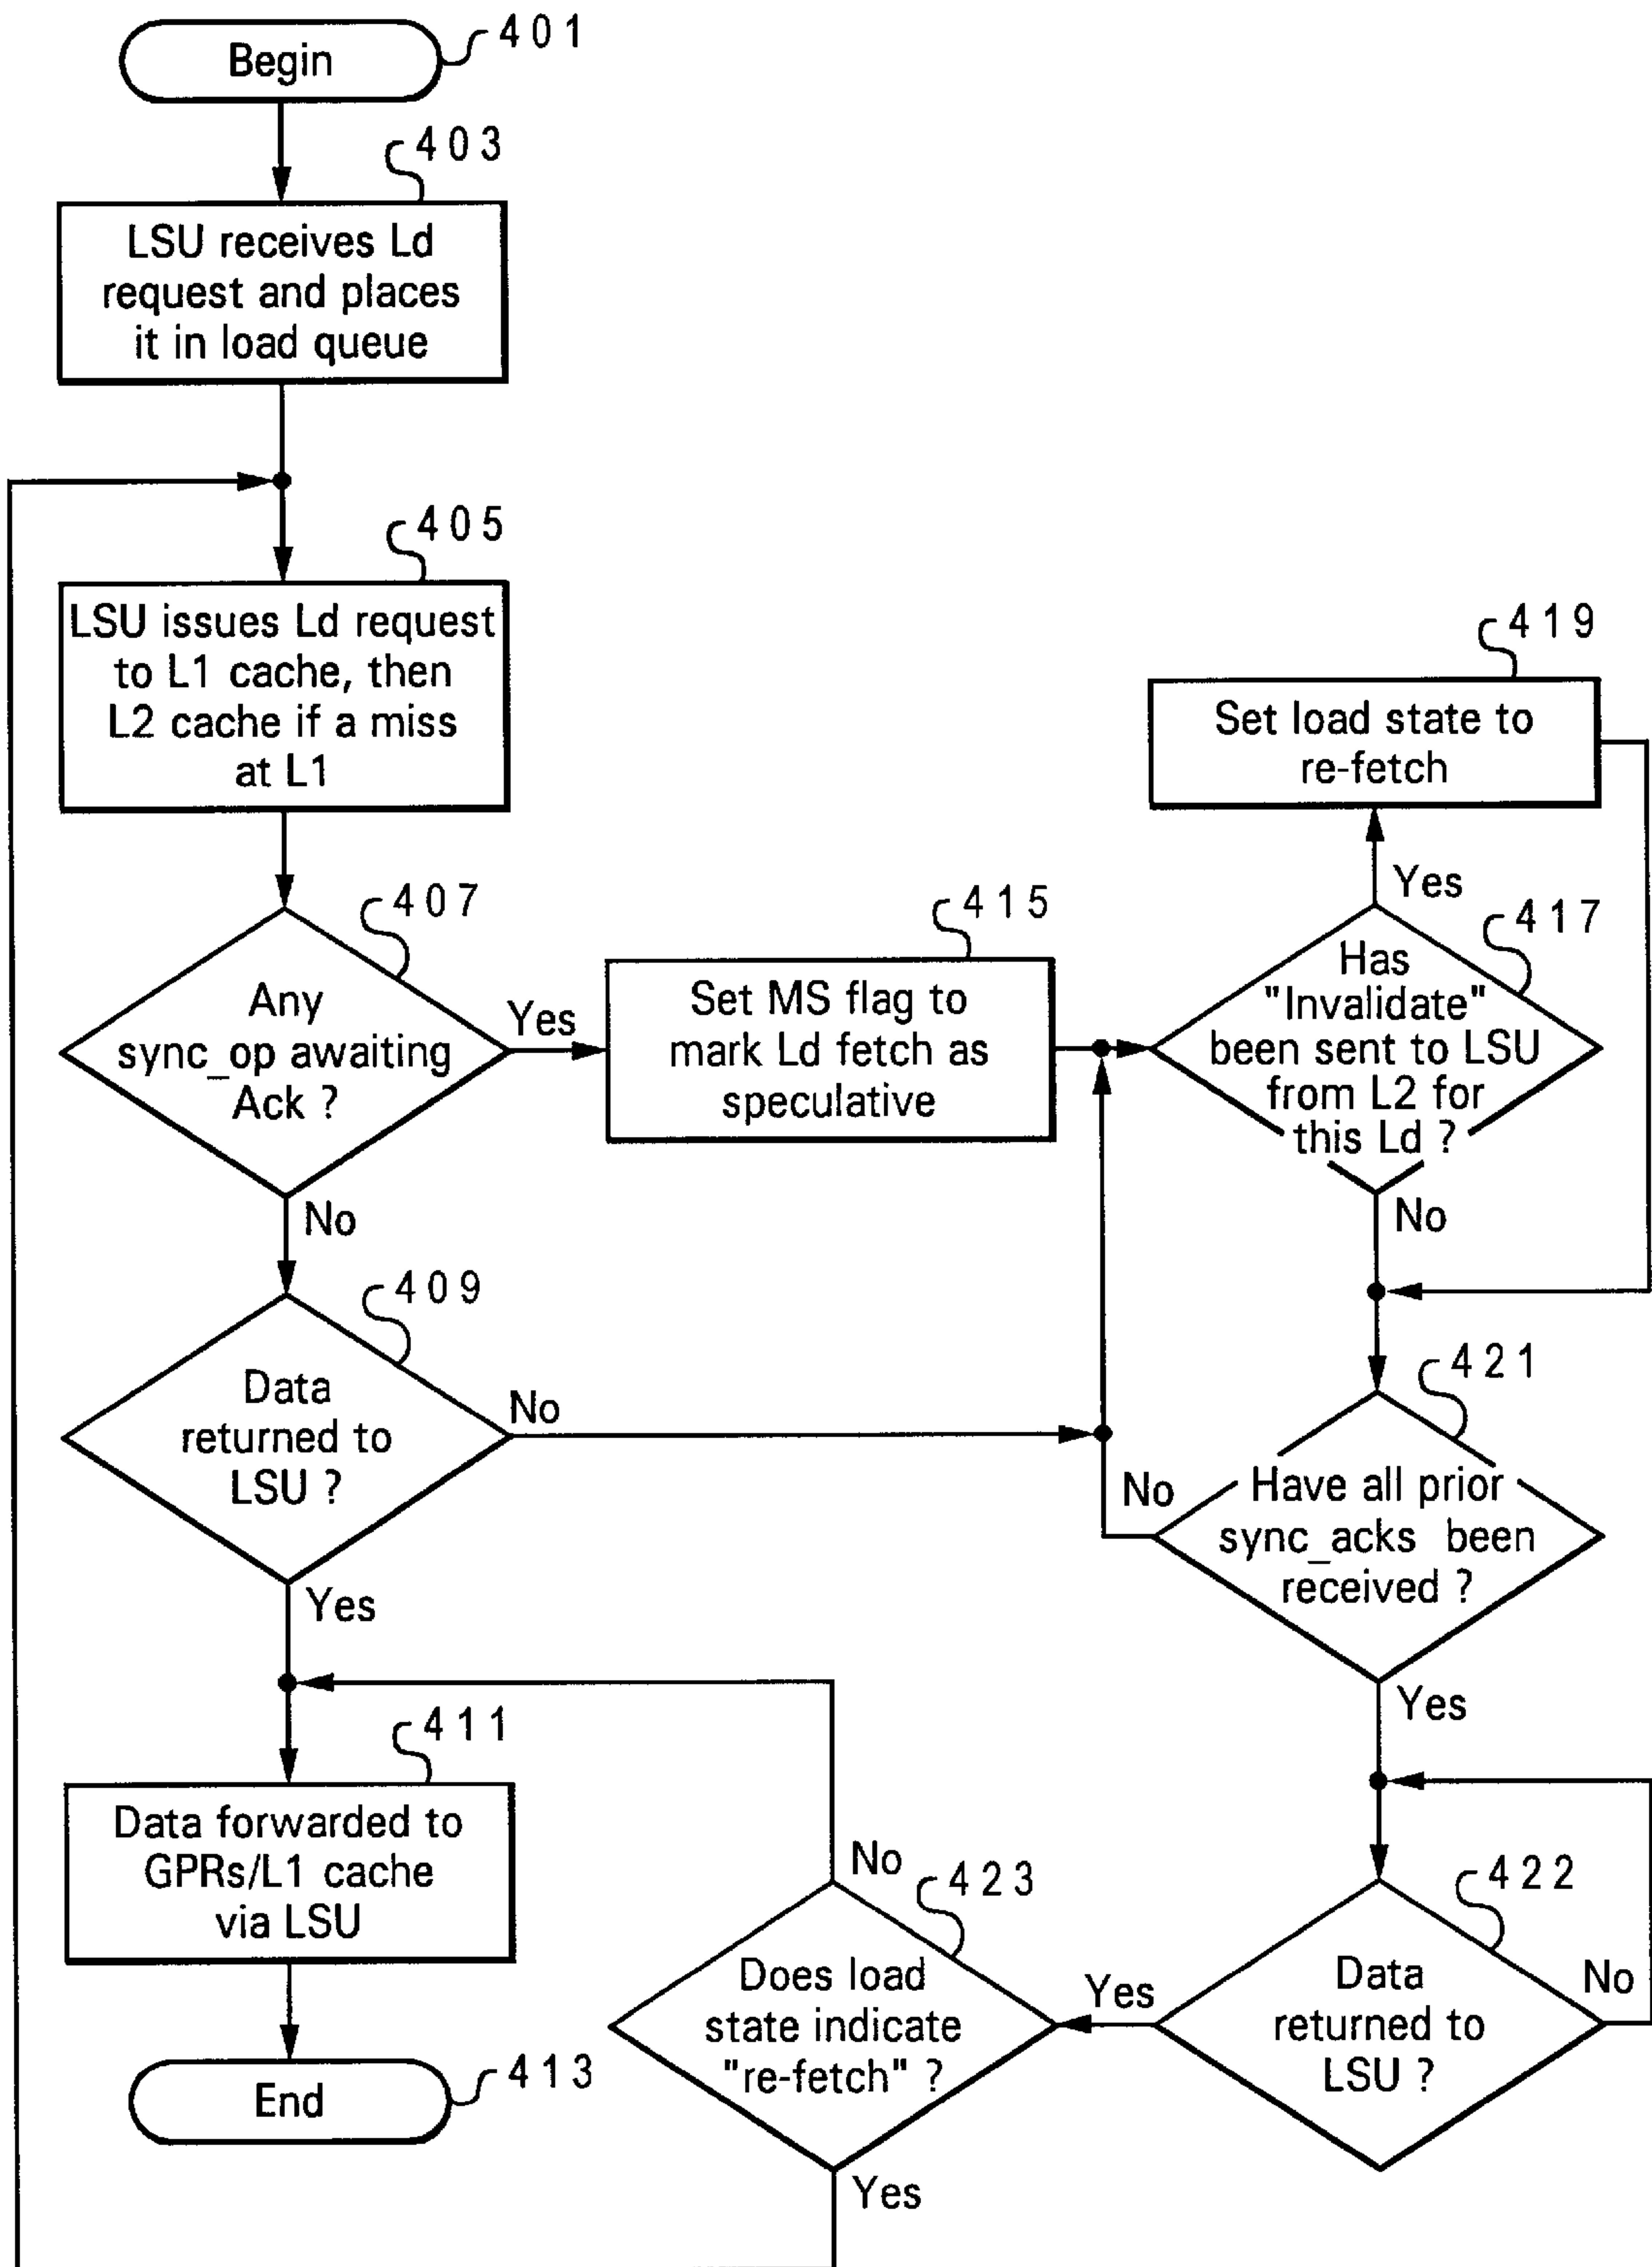 Begin
401
403
LSU receives Ld
request and places
it in load queue
405
LSU issues Ld request
to L1 cache, then
L2 cache if a miss
at L1
407
Any
sync_op awaiting
Ack ?
Yes
No
415
Set MS flag to
mark Ld fetch as
speculative
419
Set load state to
re-fetch
Yes
417
Has
"Invalidate"
been sent to LSU
from L2 for
this Ld ?
No
409
Data
returned to
LSU ?
No
Yes
421
Have all prior
sync_acks been
received ?
No
Yes
411
Data forwarded to
GPRs/L1 cache
via LSU
422
Data
returned to
LSU ?
No
Yes
423
Does load
state indicate
"re-fetch" ?
No
Yes
End
413